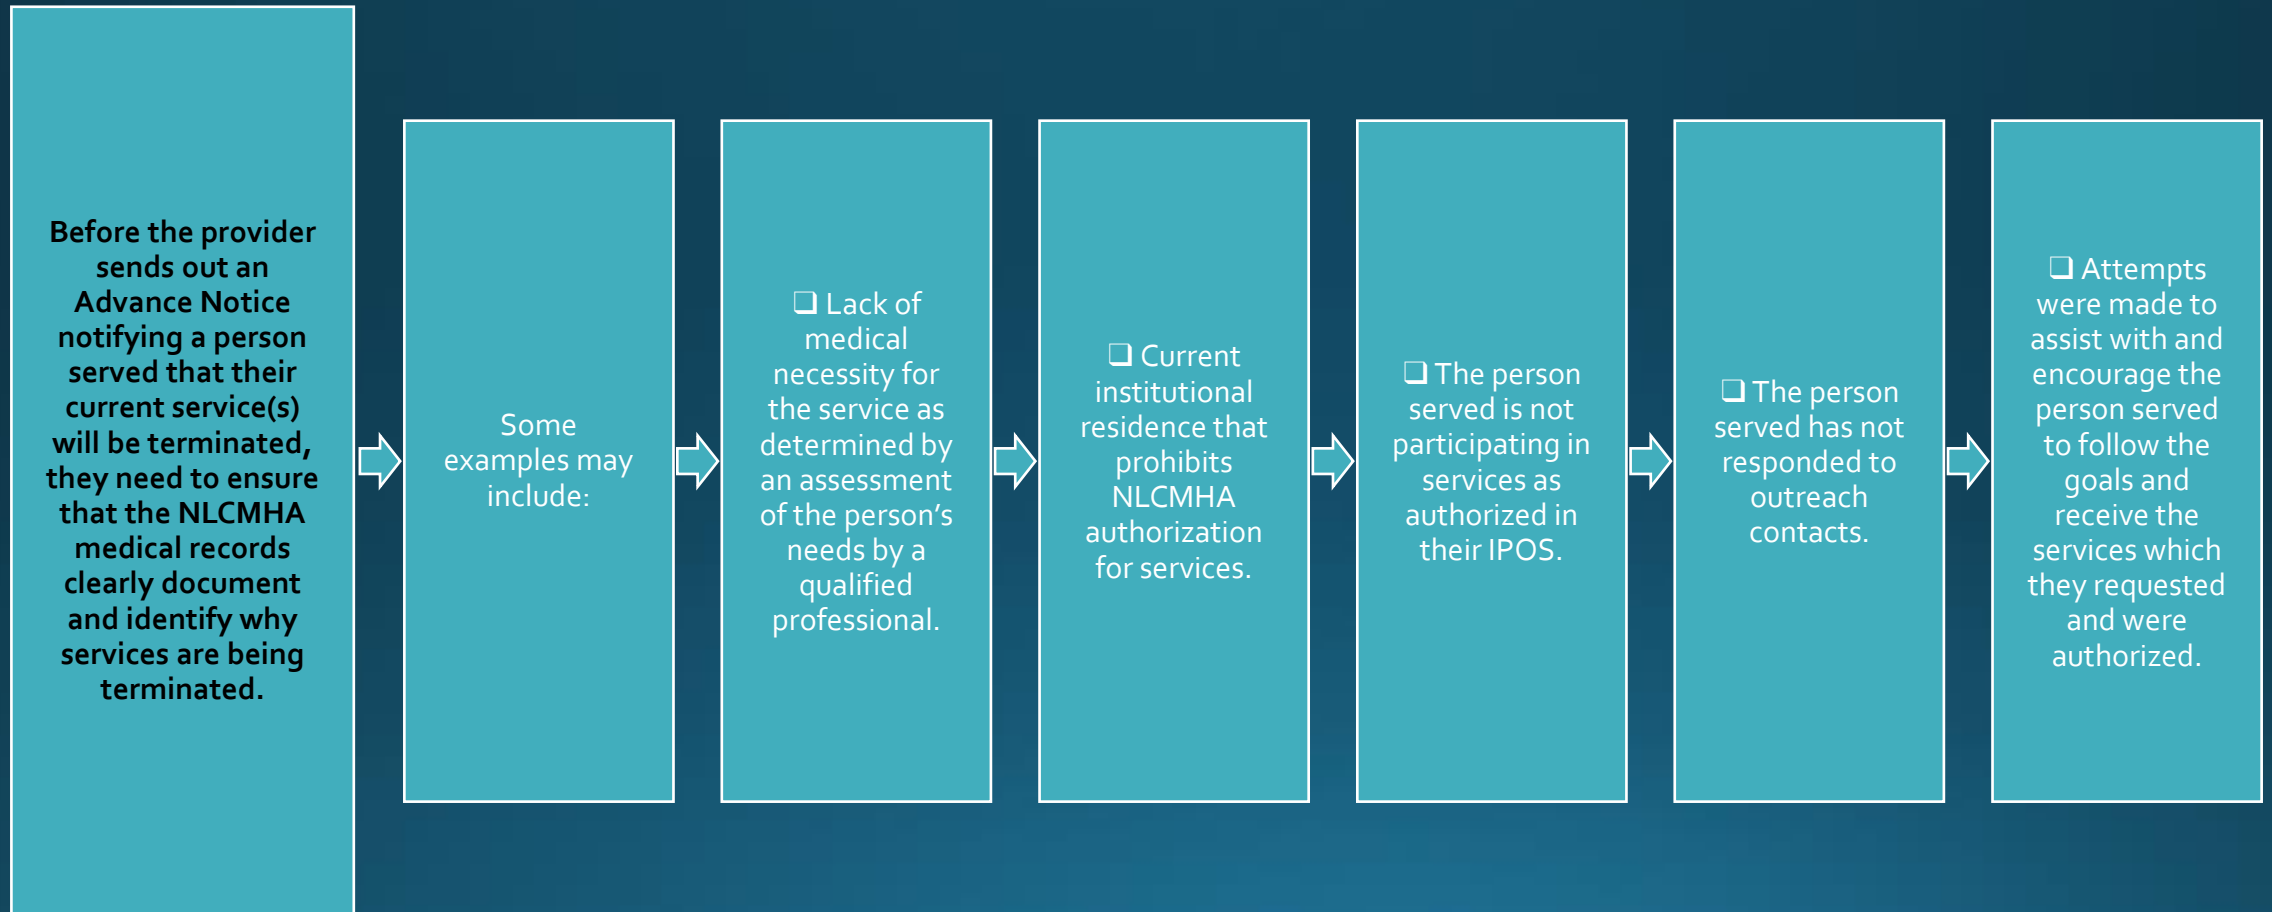 Before the provider
sends out an
Advance Notice
notifying a person
served that their
current service(s)
will be terminated,
they need to ensure
that the NLCMHA
medical records
clearly document
and identify why
services are being
terminated.
Some
examples may
include:
❑ Lack of
medical
necessity for
the service as
determined by
an assessment
of the person’s
needs by a
qualified
professional.
❑ Current
institutional
residence that
prohibits
NLCMHA
authorization
for services.
❑ The person
served is not
participating in
services as
authorized in
their IPOS.
❑ The person
served has not
responded to
outreach
contacts.
❑ Attempts
were made to
assist with and
encourage the
person served
to follow the
goals and
receive the
services which
they requested
and were
authorized.